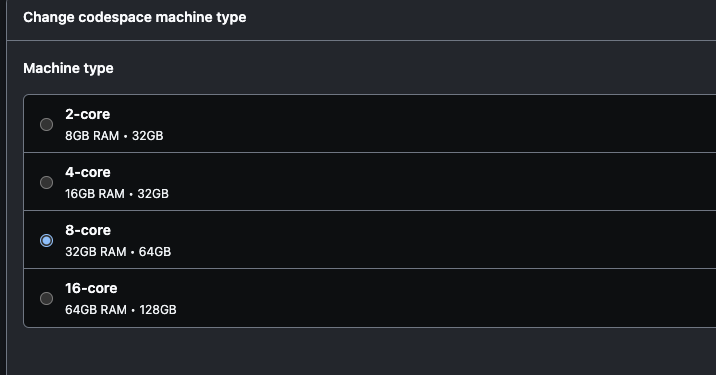 Change codespace machine type
Machine type
2-core
8GB RAM • 32GB
4-core
16GB RAM • 32GB
8-core
32GB RAM • 64GB
16-core
64GB RAM • 128GB